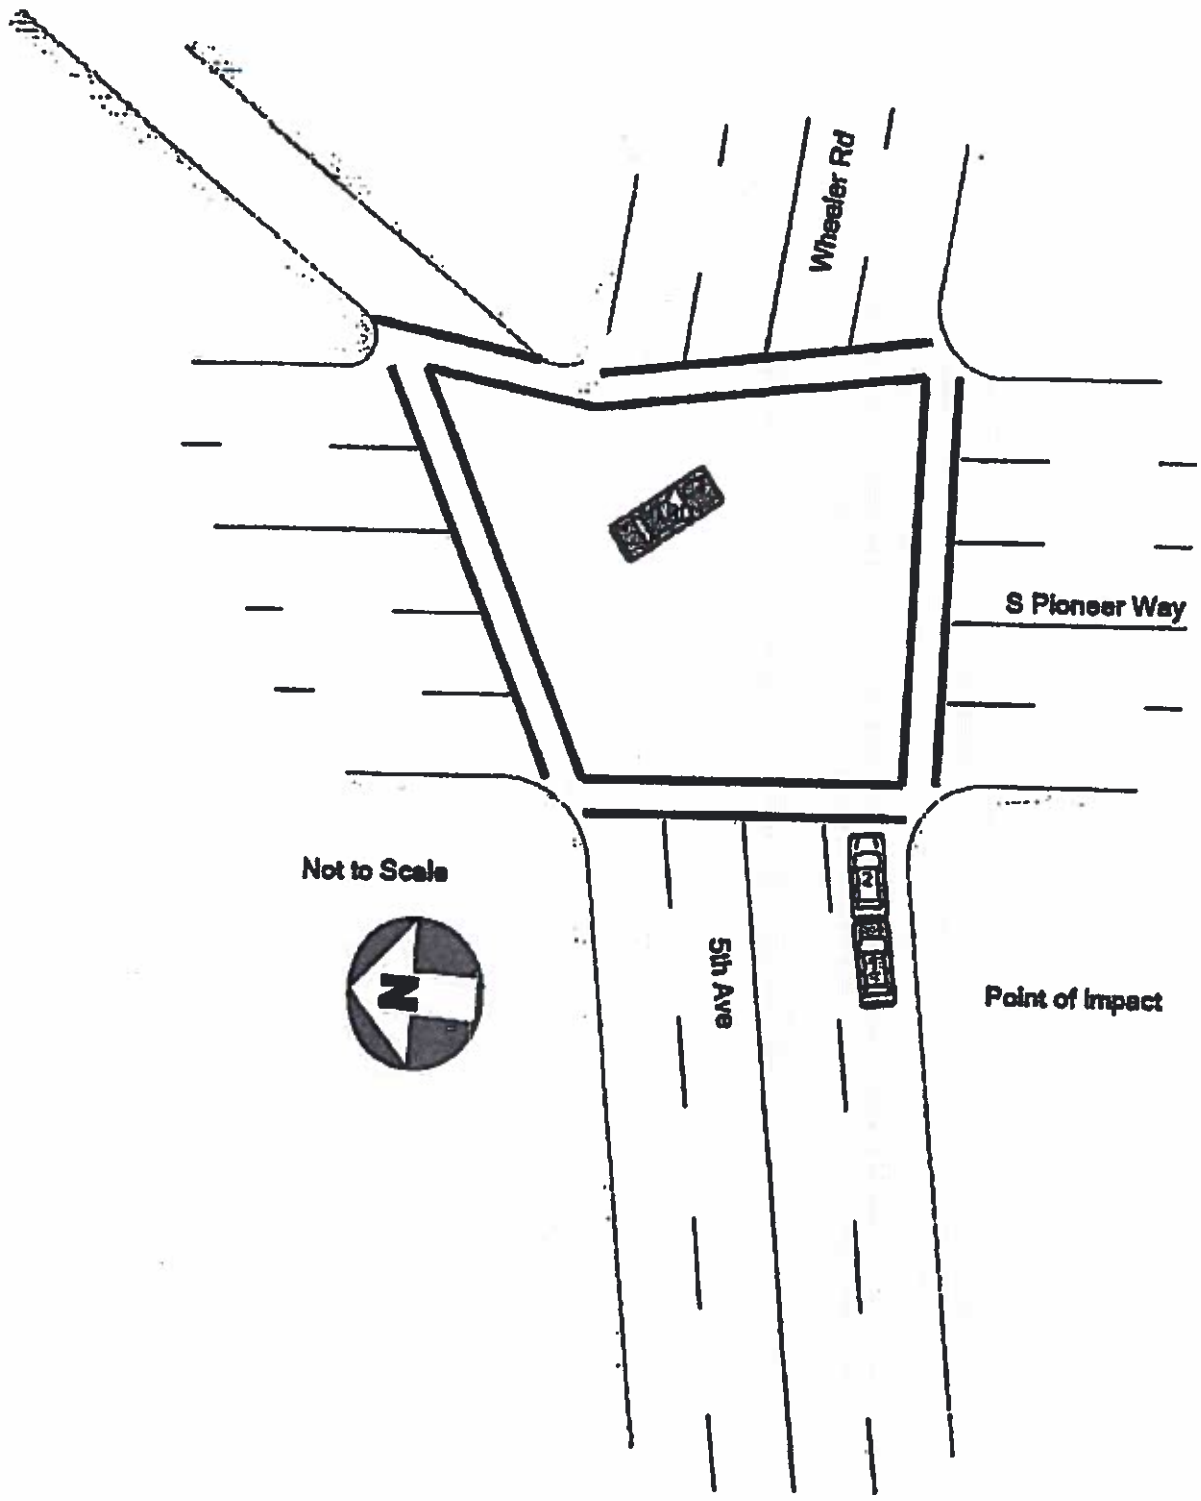 Wheeler Rd
S Pioneer Way
2
Not to Scale
N
5th Ave
Point of Impact